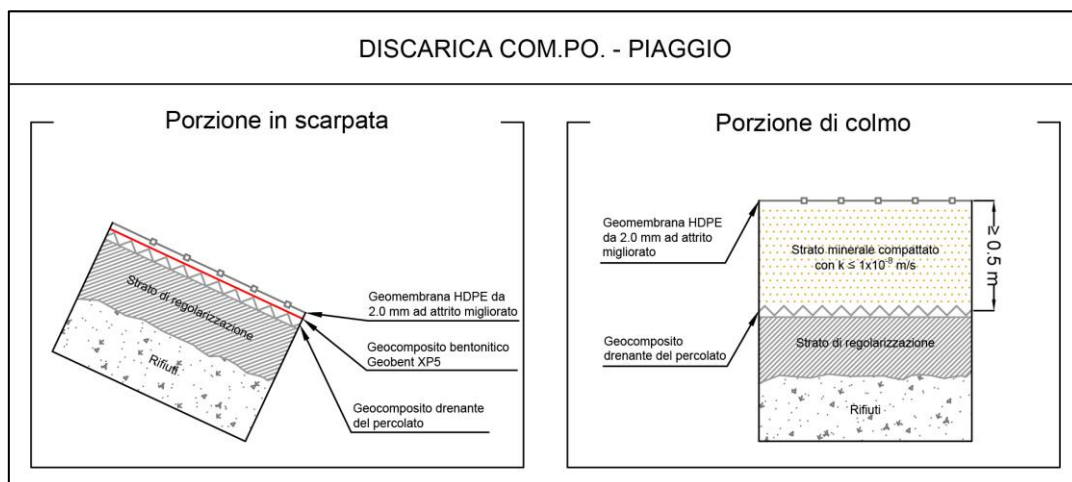 DISCARICA COM.PO. - PIAGGIO
Porzione in scarpata
Strato di regolarizzazione
Rifiuti
Geomembrana HDPE da
2.0 mm ad attrito migliorato
Geocomposito bentonitico
Geobent XP5
Geocomposito drenante
del percolato
Porzione di colmo
Geomembrana HDPE
da 2.0 mm ad attrito
migliorato
Strato minerale compattato
con k ≤ 1x10⁻⁸ m/s
≥ 0.5 m
Geocomposito
drenante del percolato
Strato di regolarizzazione
Rifiuti